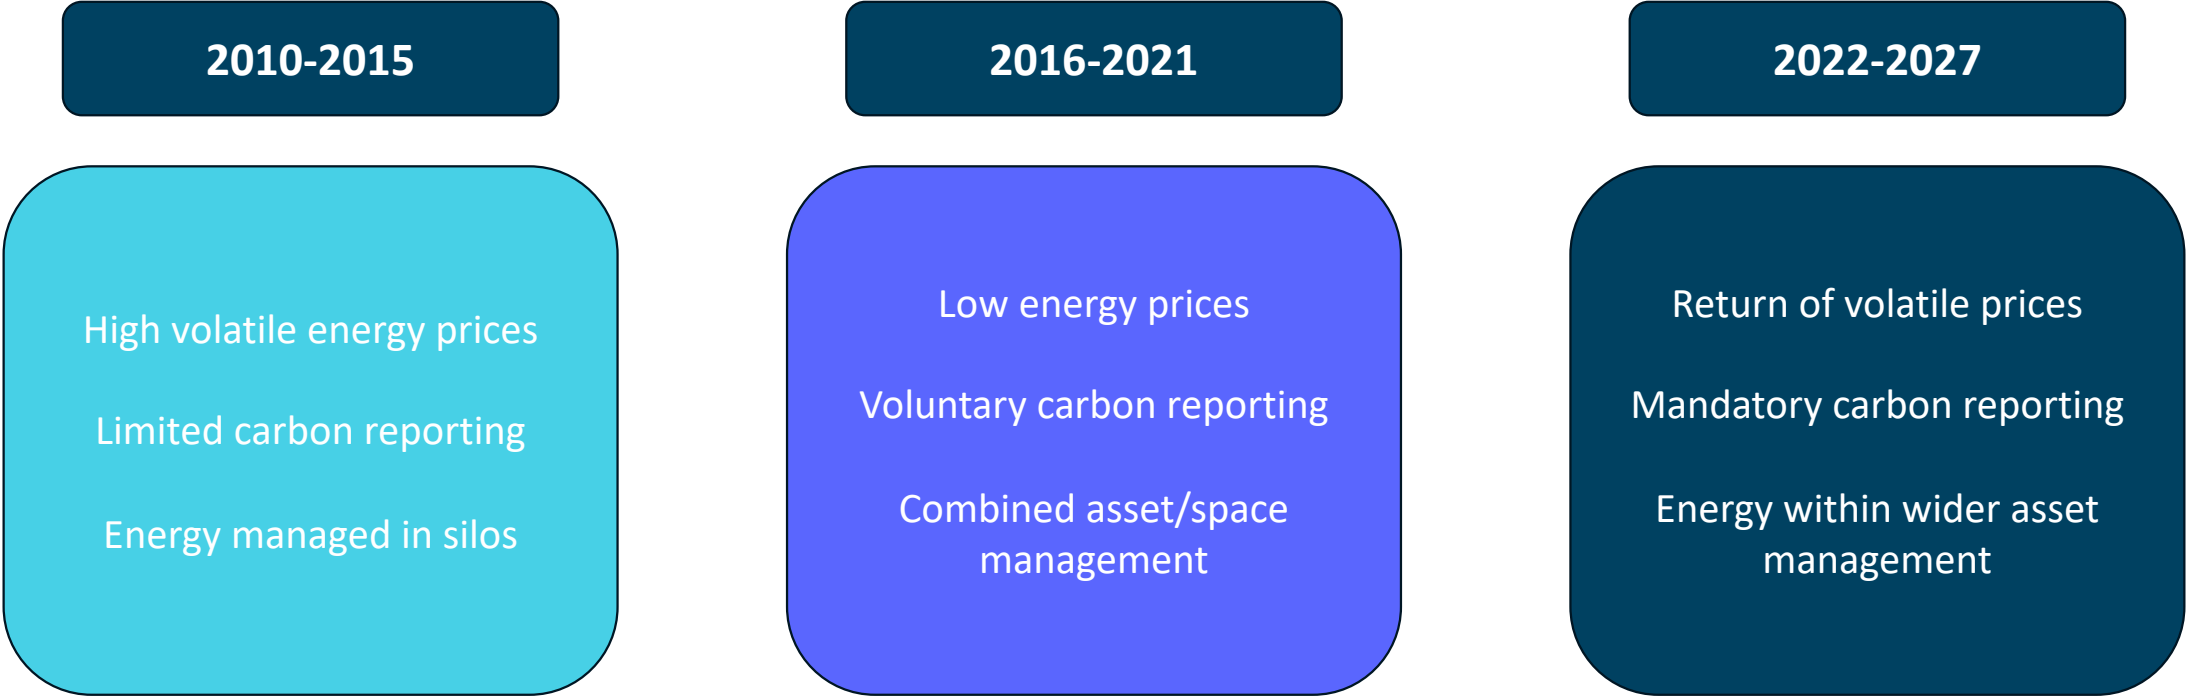 2010-2015
High volatile energy prices
Limited carbon reporting
Energy managed in silos
2016-2021
Low energy prices
Voluntary carbon reporting
Combined asset/space
management
2022-2027
Return of volatile prices
Mandatory carbon reporting
Energy within wider asset
management